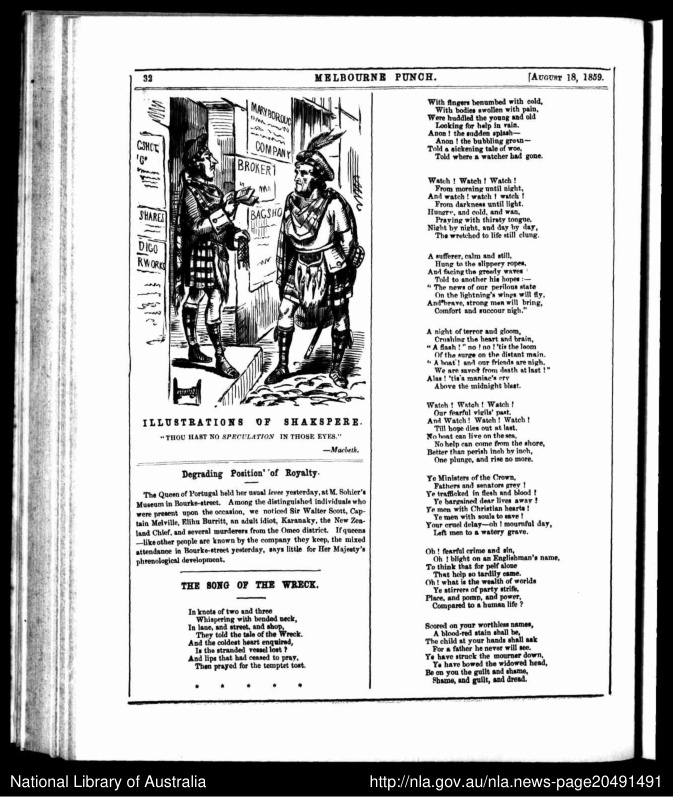 32
MELBOURNE PUNCH.
[AUGUST 18, 1859.
MARYBOROUG
COMPANY
BROKERT
BAGSHO
SHARES
DIGO
RWORKS
ILLUSTRATIONS OF SHAKSPERE.
"THOU HAST NO SPECULATION IN THOSE EYES."
—Macbeth.
Degrading Position of Royalty.
The Queen of Portugal held her usual levee yesterday, at M. Sohier's
Museum in Bourke-street. Among the distinguished individuals who
were present upon the occasion, we noticed Sir Walter Scott, Cap-
tain Melville, Elihu Burritt, an adult idiot, Karanaky, the New Zea-
land Chief, and several murderers from the Omeo district. If queens
—like other people are known by the company they keep, the mixed
attendance in Bourke-street yesterday, says little for Her Majesty's
phrenological development.
THE SONG OF THE WRECK.
In knots of two and three
Whispering with bended neck,
In lane, and street, and shop,
They told the tale of the Wreck.
And the coldest heart enquired,
Is the stranded vessel lost ?
And lips that had ceased to pray,
Then prayed for the temptet tost.
* * * * *
With fingers benumbed with cold,
With bodies swollen with pain,
Were huddled the young and old
Looking for help in vain.
Anon ! the sudden splash—
Anon ! the bubbling groan—
Told a sickening tale of woe,
Told where a watcher had gone.
Watch ! Watch ! Watch !
From morning until night,
And watch ! watch ! watch !
From darkness until light.
Hungry, and cold, and wan,
Praying with thirsty tongue,
Night by night, and day by day,
The wretched to life still clung.
A sufferer, calm and still,
Hung to the slippery ropes,
And facing the greedy waves
Told to another his hopes :—
" The news of our perilous state
On the lightning's wings will fly,
And brave, strong men will bring,
Comfort and succour nigh."
A night of terror and gloom,
Crushing the heart and brain,
" A flash ! " no ! no ! 'tis the loom
Of the surge on the distant main.
" A boat ! and our friends are nigh,
We are saved from death at last ! "
Alas ! 'tis a maniac's cry
Above the midnight blast.
Watch ! Watch ! Watch !
Our fearful vigils' past.
And Watch ! Watch ! Watch !
Till hope dies out at last.
No boat can live on the sea,
No help can come from the shore,
Better than perish inch by inch,
One plunge, and rise no more.
Ye Ministers of the Crown,
Fathers and senators grey !
Ye trafficked in flesh and blood !
Ye bargained dear lives away !
Ye men with Christian hearts !
Ye men with souls to save !
Your cruel delay—oh ! mournful day,
Left men to a watery grave.
Oh ! fearful crime and sin,
Oh ! blight on an Englishman's name,
To think that for pelf alone
That help so tardily came.
Oh ! what is the wealth of worlds
Ye stirrers of party strife,
Place, and pomp, and power,
Compared to a human life ?
Scored on your worthless names,
A blood-red stain shall be,
The child at your hands shall ask
For a father he never will see.
Ye have struck the mourner down,
Ye have bowed the widowed head,
Be on you the guilt and shame,
Shame, and guilt, and dread.
National Library of Australia
http://nla.gov.au/nla.news-page20491491